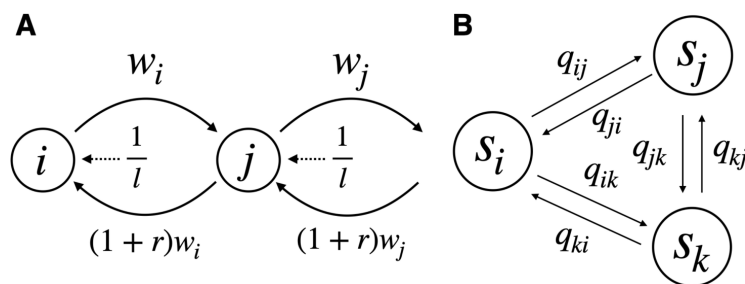 A
w_i
w_j
i
1/l
j
1/l
(1 + r)w_i
(1 + r)w_j
B
s_j
q_ij
q_ji
s_i
q_jk
q_kj
q_ik
q_ki
s_k